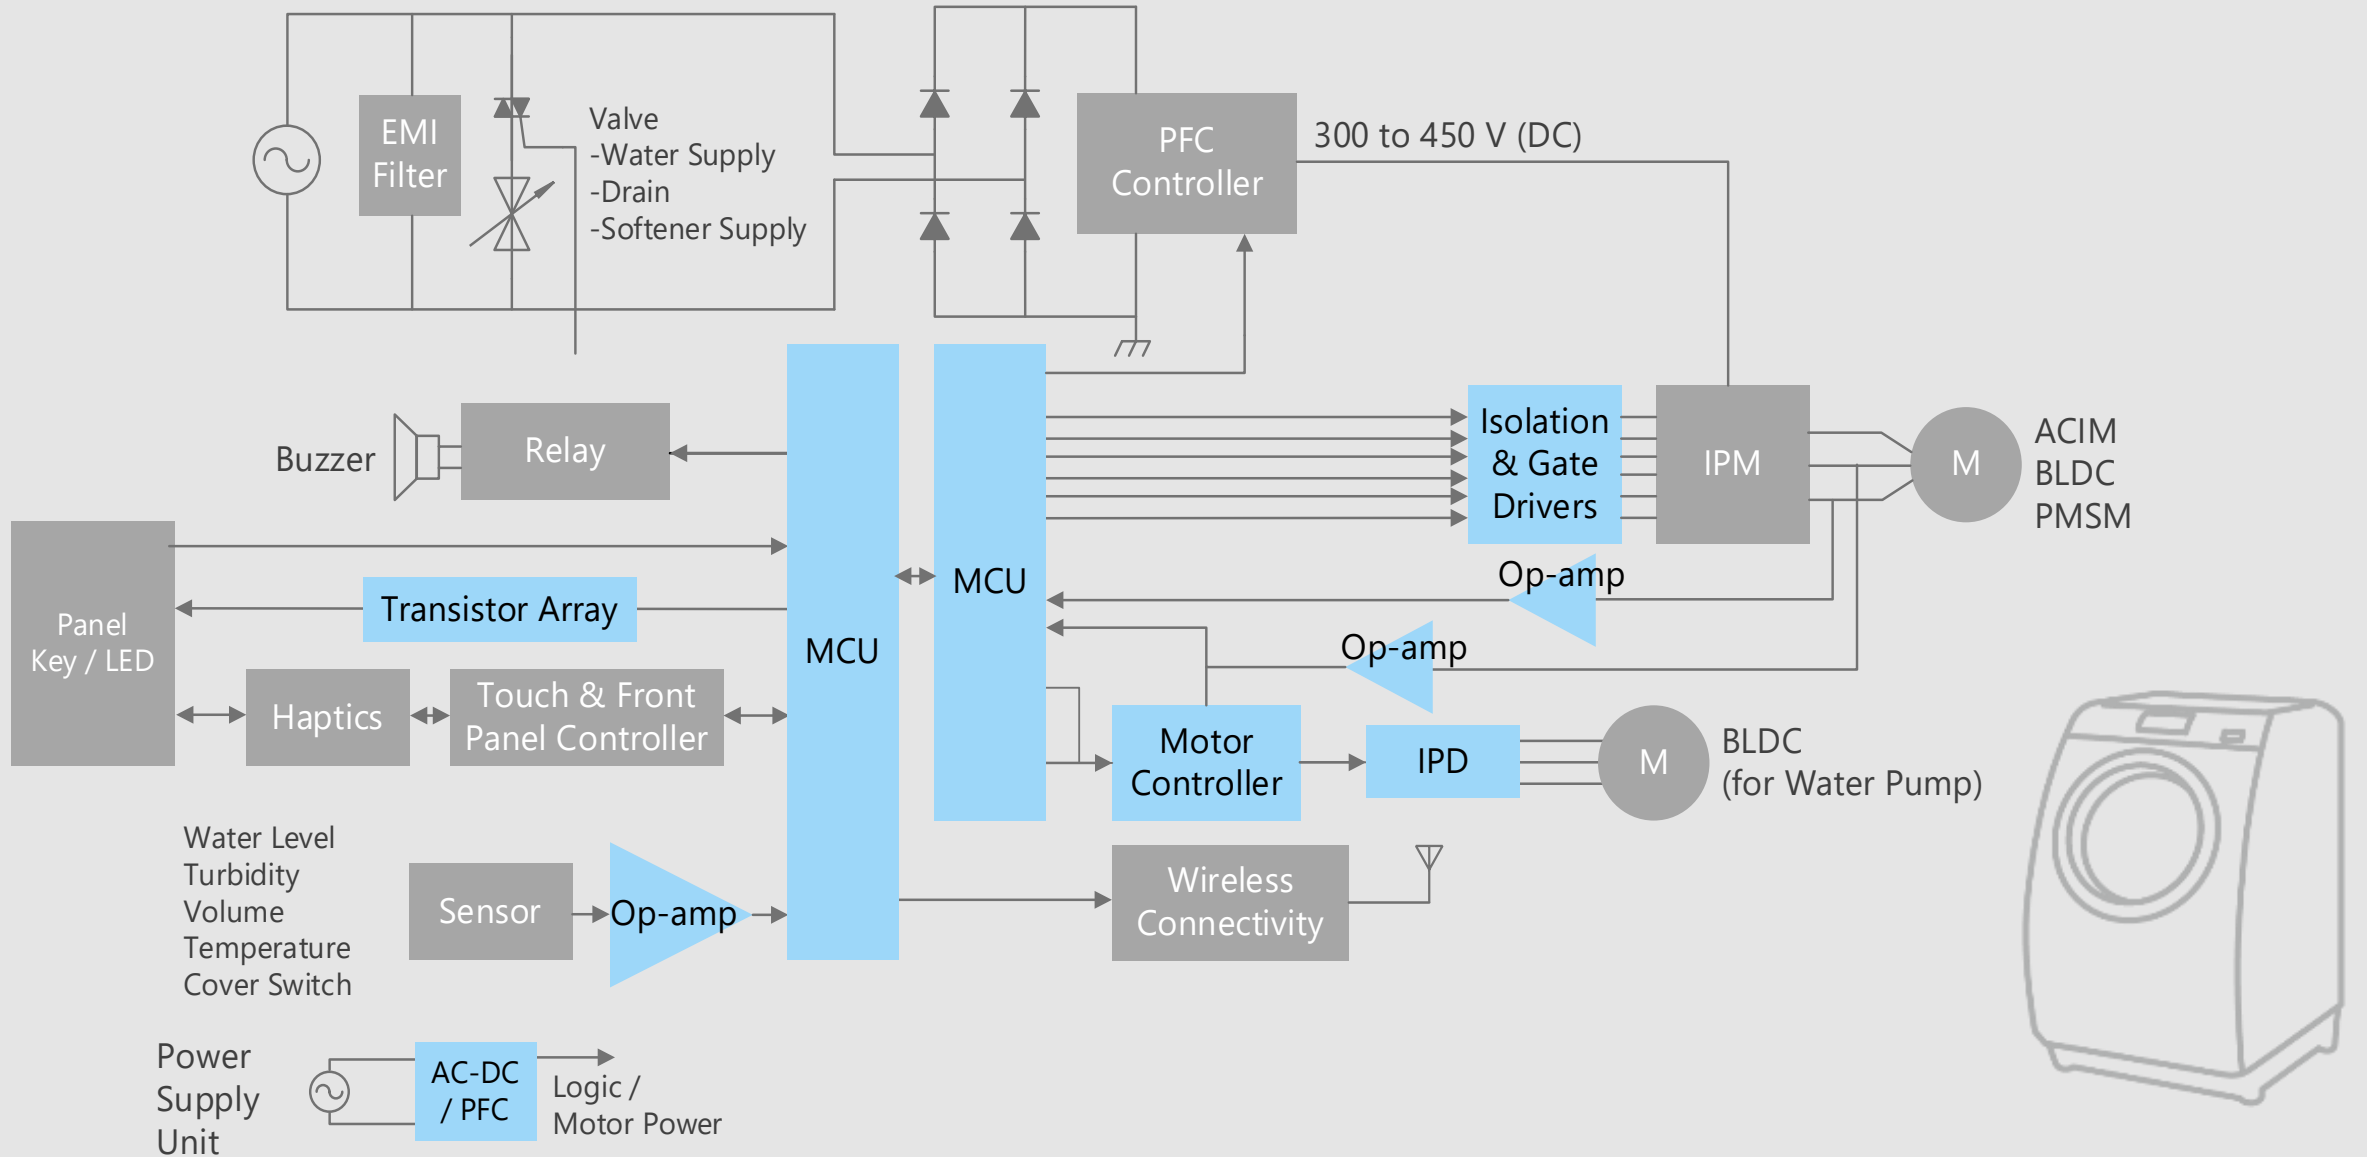 EMI
Filter
Valve
-Water Supply
-Drain
-Softener Supply
PFC
Controller
300 to 450 V (DC)
Buzzer
Relay
MCU
MCU
Isolation
& Gate
Drivers
IPM
M
ACIM
BLDC
PMSM
Panel
Key / LED
Transistor Array
Op-amp
Op-amp
Haptics
Touch & Front
Panel Controller
Motor
Controller
IPD
M
BLDC
(for Water Pump)
Water Level
Turbidity
Volume
Temperature
Cover Switch
Sensor
Op-amp
Wireless
Connectivity
Power
Supply
Unit
AC-DC
/ PFC
Logic /
Motor Power